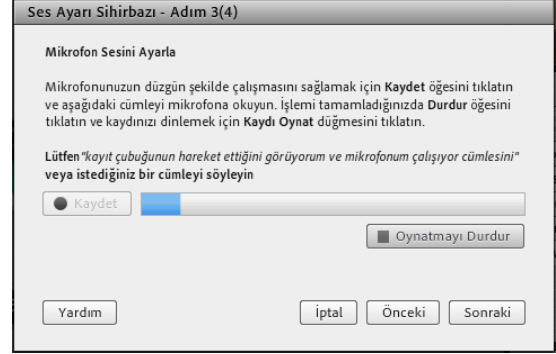 Ses Ayarı Sihirbazı - Adım 3(4)
Mikrofon Sesini Ayarla
Mikrofonunuzun düzgün şekilde çalışmasını sağlamak için Kaydet öğesini tıklatın
ve aşağıdaki cümleyi mikrofona okuyun. İşlemi tamamladığınızda Durdur öğesini
tıklatın ve kaydınızı dinlemek için Kaydı Oynat düğmesini tıklatın.
Lütfen"kayıt çubuğunun hareket ettiğini görüyorum ve mikrofonum çalışıyor cümlesini"
veya istediğiniz bir cümleyi söyleyin
Kaydet
Oynatmayı Durdur
Yardım İptal Önceki Sonraki